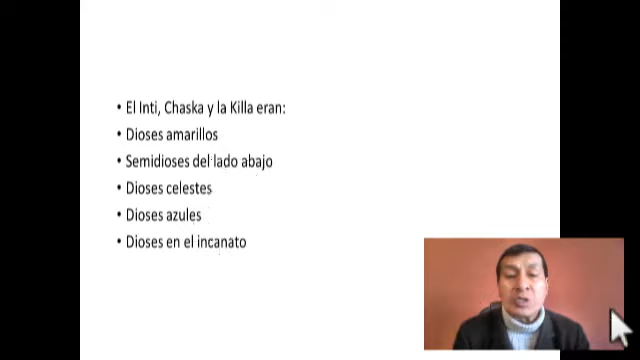 • El Inti, Chaska y la Killa eran:
• Dioses amarillos
• Semidioses del lado abajo
• Dioses celestes
• Dioses azules
• Dioses en el incanato